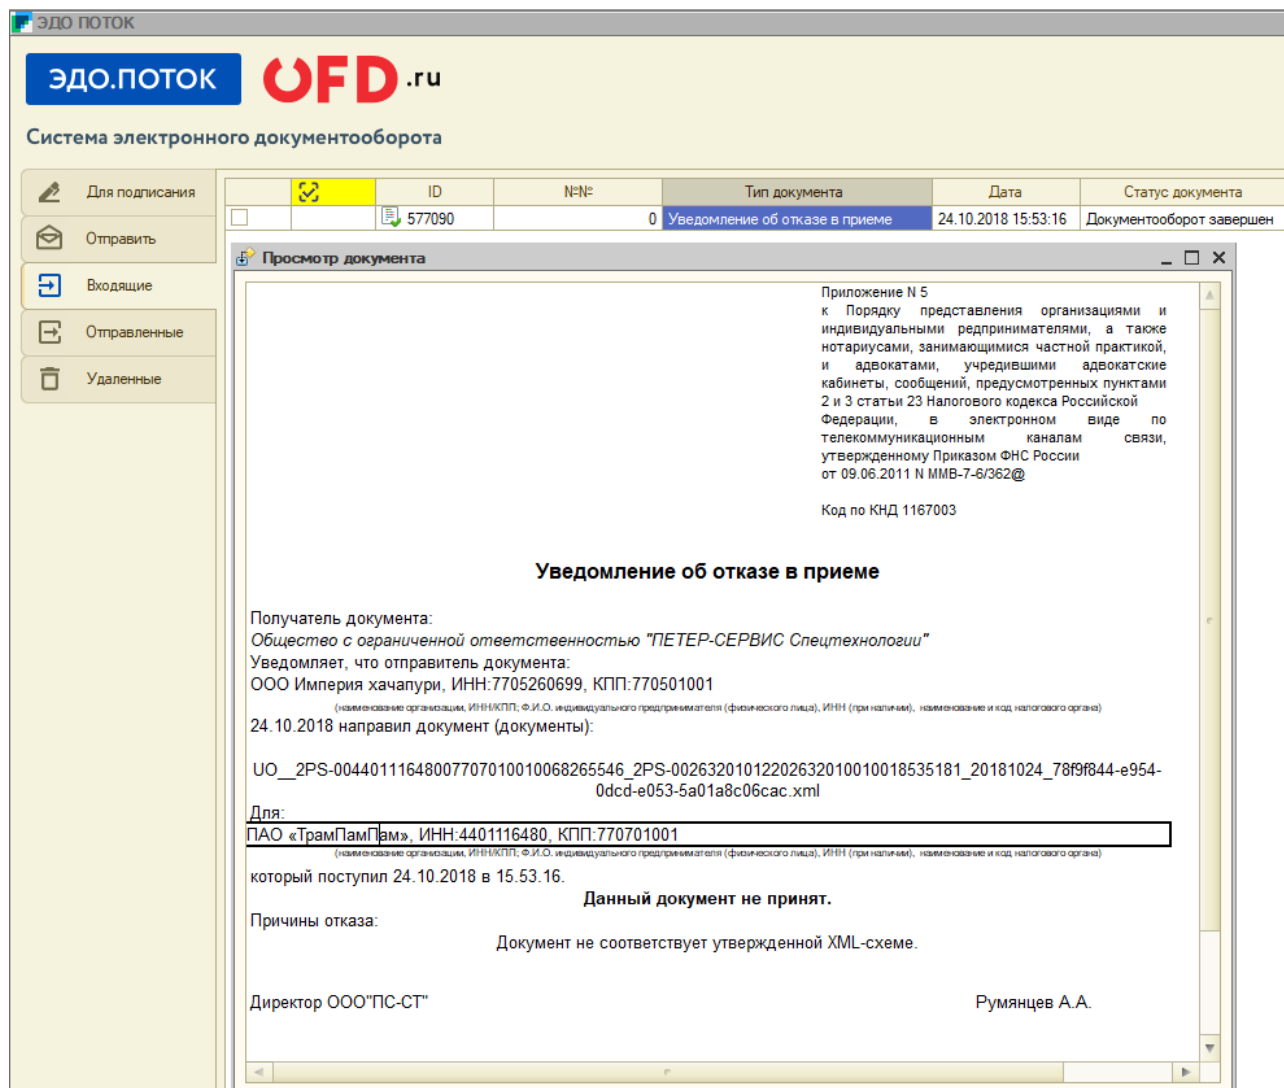 ЭДО ПОТОК
ЭДО.ПОТОК OFD.ru
Система электронного документооборота
Для подписания
Отправить
Входящие
Отправленные
Удаленные
ID №№ Тип документа Дата Статус документа
577090 0 Уведомление об отказе в приеме 24.10.2018 15:53:16 Документооборот завершен
Просмотр документа
Приложение N 5
к Порядку представления организациями и
индивидуальными редпринимателями, а также
нотариусами, занимающимися частной практикой,
и адвокатами, учредившими адвокатские
кабинеты, сообщений, предусмотренных пунктами
2 и 3 статьи 23 Налогового кодекса Российской
Федерации, в электронном виде по
телекоммуникационным каналам связи,
утвержденному Приказом ФНС России
от 09.06.2011 N ММВ-7-6/362@
Код по КНД 1167003
Уведомление об отказе в приеме
Получатель документа:
Общество с ограниченной ответственностью "ПЕТЕР-СЕРВИС Спецтехнологии"
Уведомляет, что отправитель документа:
ООО Империя хачапури, ИНН:7705260699, КПП:770501001
(наименование организации, ИНН/КПП; Ф.И.О. индивидуального предпринимателя (физического лица), ИНН (при наличии), наименование и код налогового органа)
24.10.2018 направил документ (документы):
UO__2PS-00440111648007707010010068265546_2PS-00263201012202632010010018535181_20181024_78f9f844-e954-
0dcd-e053-5a01a8c06cac.xml
Для:
ПАО «ТрамПамПам», ИНН:4401116480, КПП:770701001
(наименование организации, ИНН/КПП; Ф.И.О. индивидуального предпринимателя (физического лица), ИНН (при наличии), наименование и код налогового органа)
который поступил 24.10.2018 в 15.53.16.
Данный документ не принят.
Причины отказа:
Документ не соответствует утвержденной XML-схеме.
Директор ООО"ПС-СТ" Румянцев А.А.